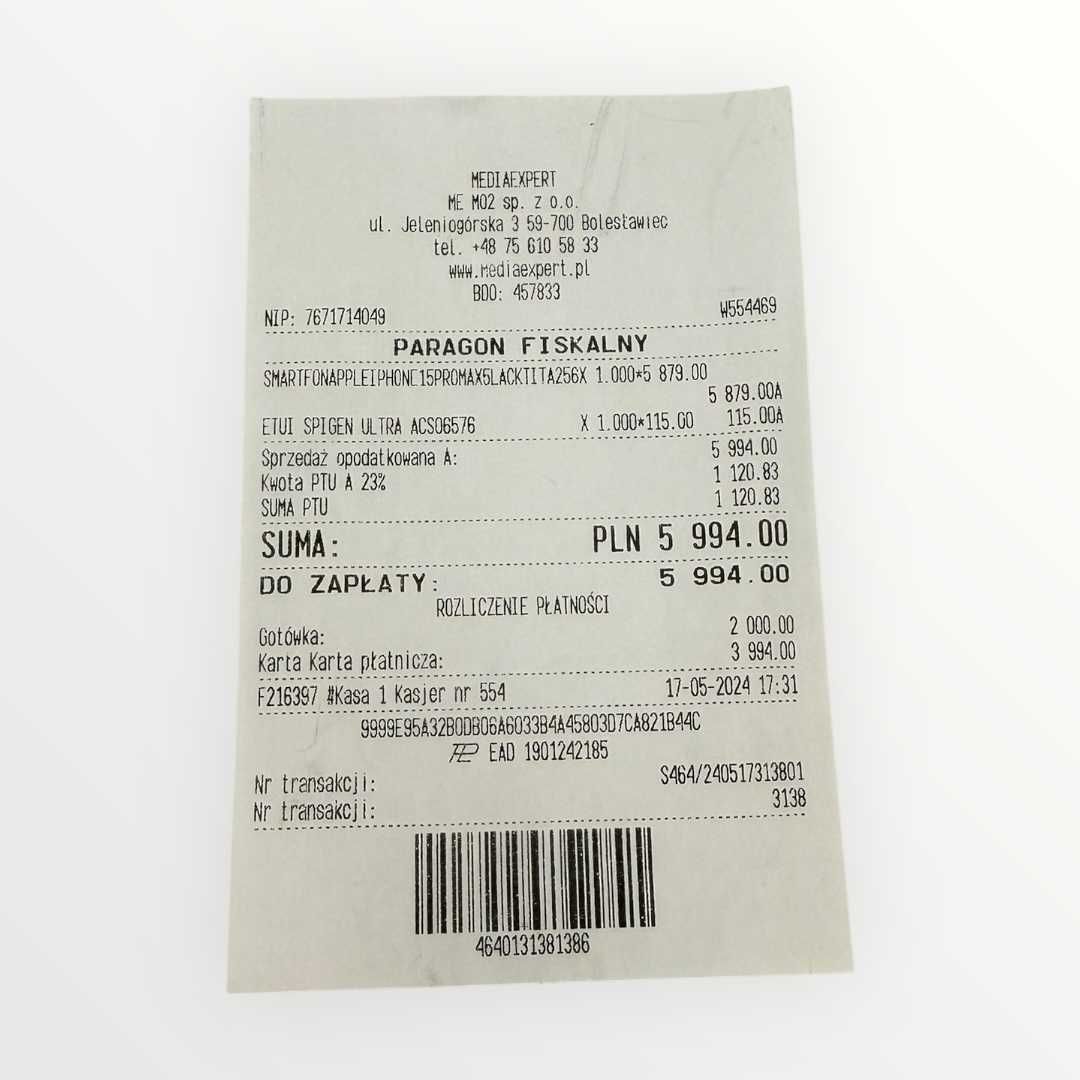 MEDIAEXPERT
ME M02 sp. z o.o.
ul. Jeleniogórska 3 59-700 Bolesławiec
tel. +48 75 610 58 33
www.mediaexpert.pl
BDO: 457833
NIP: 7671714049 W554469
PARAGON FISKALNY
SMARTFONAPPLEIPHONE15PROMAX5LACKTITA256X 1.000*5 879.00
5 879.00A
ETUI SPIGEN ULTRA ACS06576 X 1.000*115.00 115.00A
Sprzedaż opodatkowana A: 5 994.00
Kwota PTU A 23% 1 120.83
SUMA PTU 1 120.83
SUMA: PLN 5 994.00
DO ZAPŁATY: 5 994.00
ROZLICZENIE PŁATNOŚCI
Gotówka: 2 000.00
Karta Karta płatnicza: 3 994.00
F216397 #Kasa 1 Kasjer nr 554 17-05-2024 17:31
9999E95A32B0DB06A6033B4A45803D7CA821B44C
EAD 1901242185
Nr transakcji: S464/240517313801
Nr transakcji: 3138
4640131381386